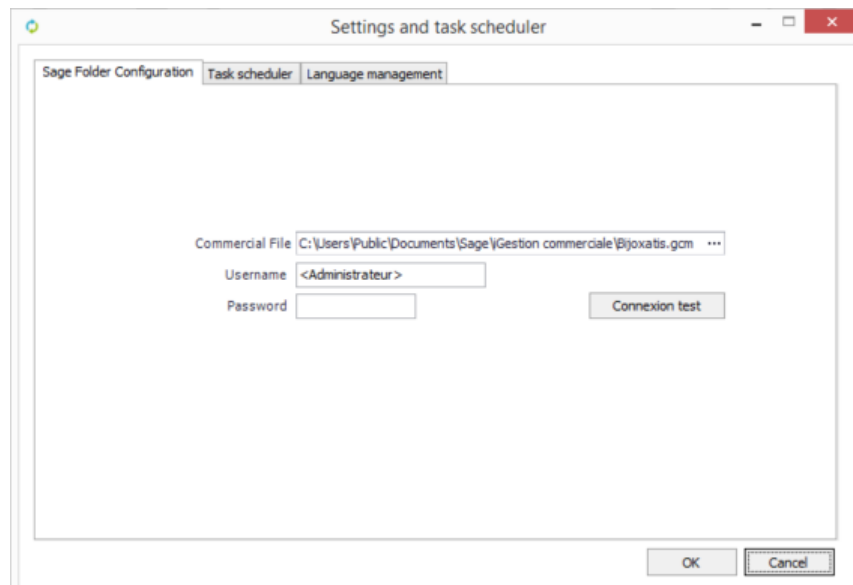 Settings and task scheduler
Sage Folder Configuration Task scheduler Language management
Commercial File C:\Users\Public\Documents\Sage\iGestion commerciale\Bijoxatis.gcm ...
Username <Administrateur>
Password
Connexion test
OK Cancel